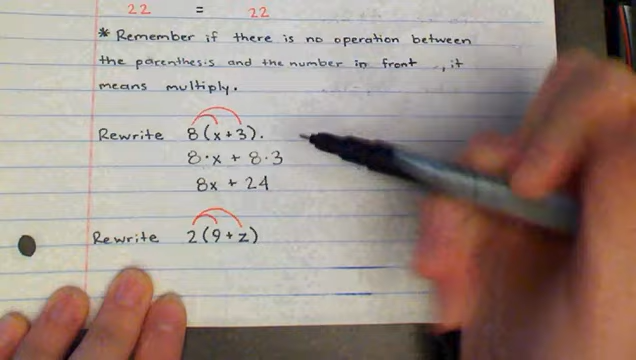 22 = 22
* Remember if there is no operation between
the parenthesis and the number in front , it
means multiply.
Rewrite 8(x+3).
8·x + 8·3
8x + 24
Rewrite 2(9+z)